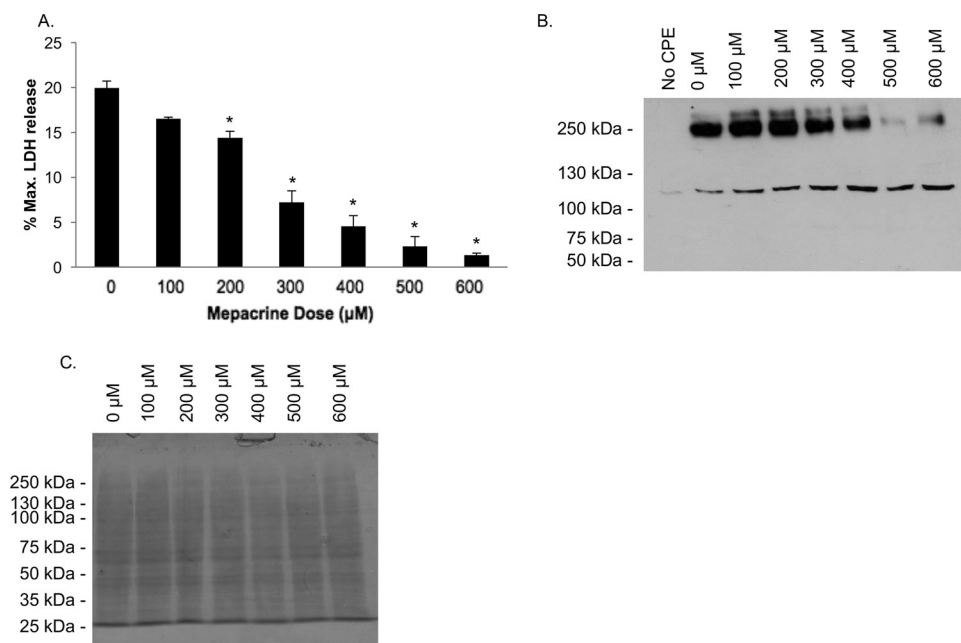 A.
% Max. LDH release
25
20
15
10
5
0
*
*
*
*
*
0 100 200 300 400 500 600
Mepacrine Dose (µM)
B.
No CPE
0 µM
100 µM
200 µM
300 µM
400 µM
500 µM
600 µM
250 kDa -
130 kDa -
100 kDa -
75 kDa -
50 kDa -
C.
0 µM
100 µM
200 µM
300 µM
400 µM
500 µM
600 µM
250 kDa -
130 kDa -
100 kDa -
75 kDa -
50 kDa -
35 kDa -
25 kDa -